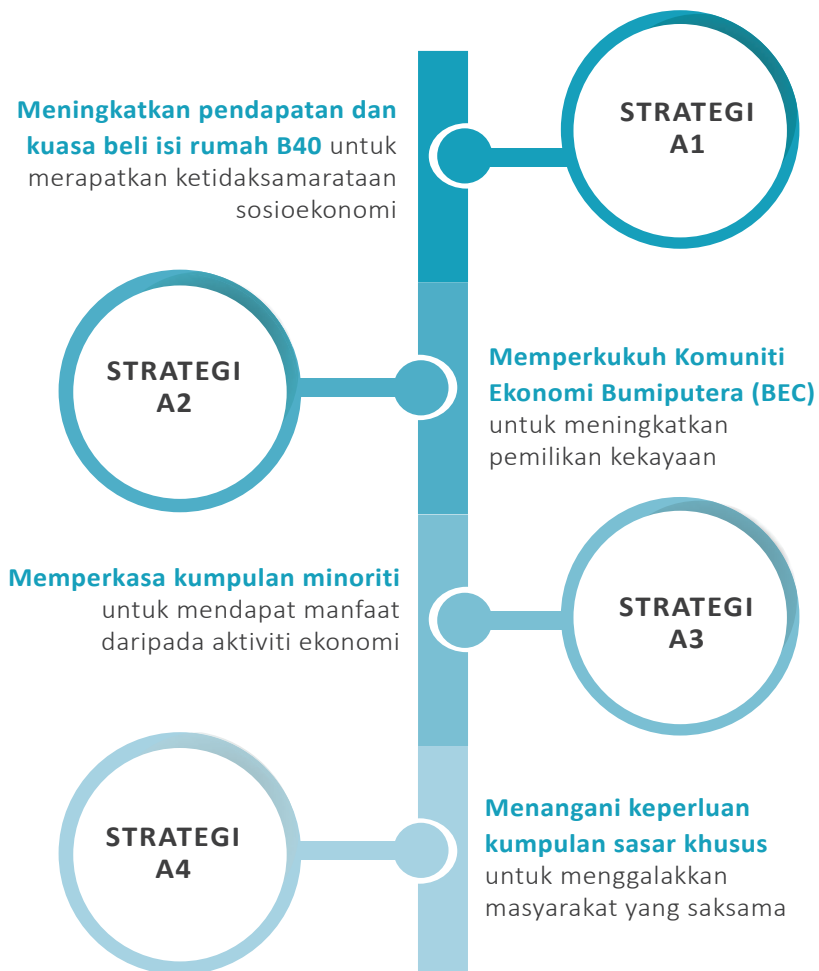 Meningkatkan pendapatan dan
kuasa beli isi rumah B40 untuk
merapatkan ketidaksamarataan
sosioekonomi
STRATEGI
A1
STRATEGI
A2
Memperkukuh Komuniti
Ekonomi Bumiputera (BEC)
untuk meningkatkan
pemilikan kekayaan
Memperkasa kumpulan minoriti
untuk mendapat manfaat
daripada aktiviti ekonomi
STRATEGI
A3
STRATEGI
A4
Menangani keperluan
kumpulan sasar khusus
untuk menggalakkan
masyarakat yang saksama